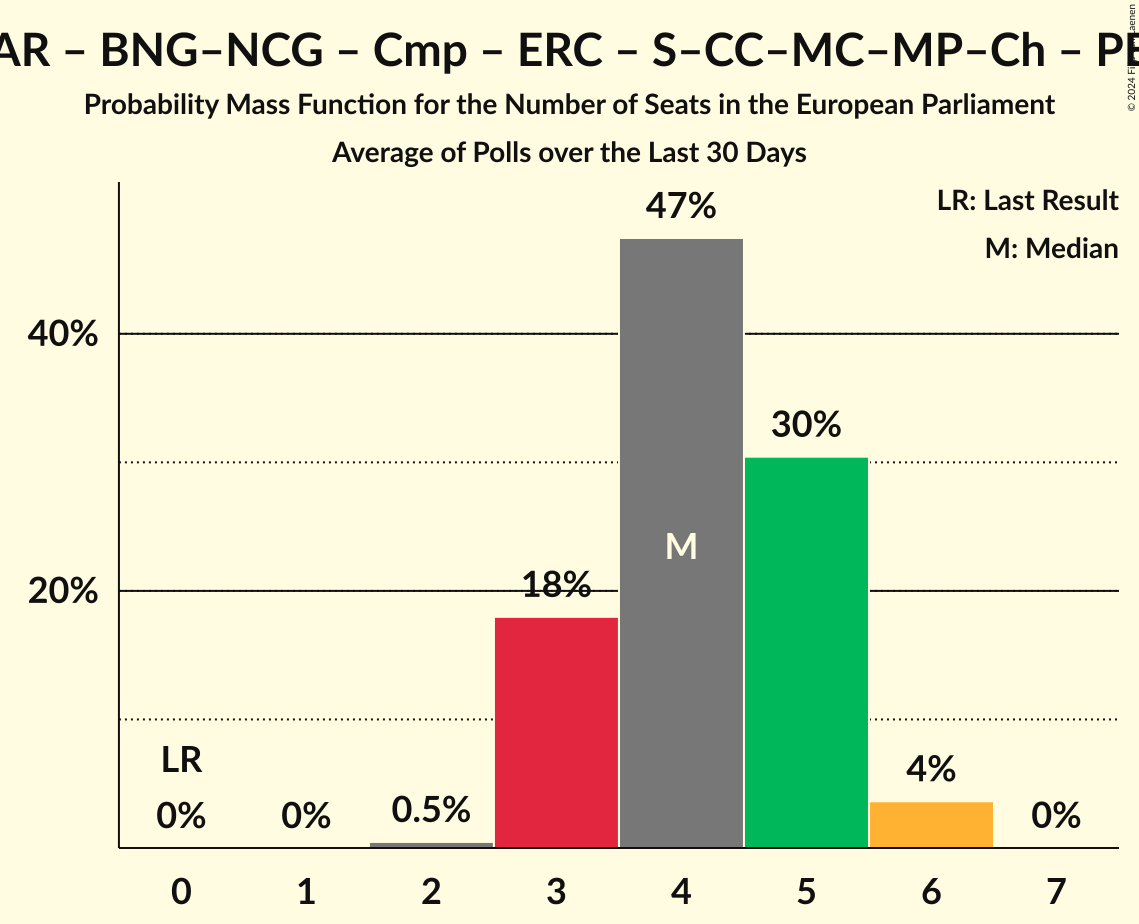 AR – BNG–NCG – Cmp – ERC – S–CC–MC–MP–Ch –
Probability Mass Function for the Number of Seats in the European Parliament
Average of Polls over the Last 30 Days
© 2024
LR: Last Result
M: Median
47%
40%
30%
M
20%
18%
LR
4%
0%
0%
0.5%
0%
0 1 2 3 4 5 6 7